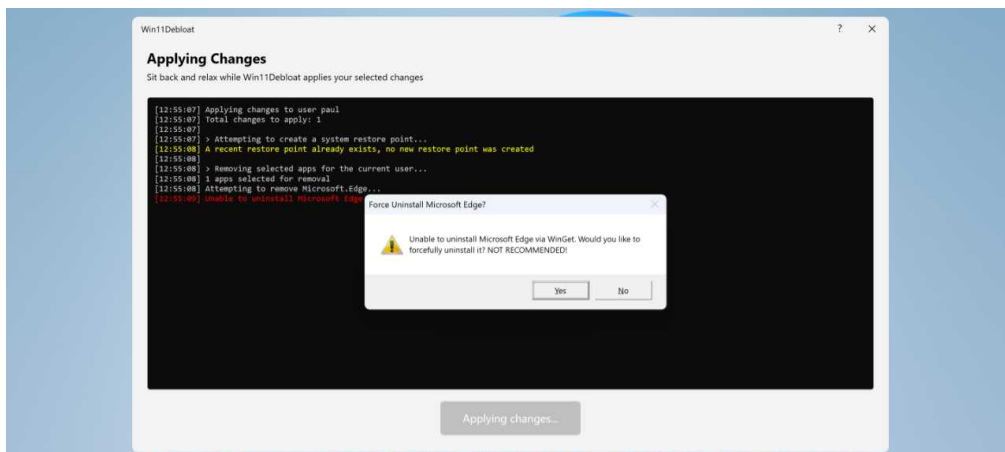 Win11Debloat
?
Applying Changes
Sit back and relax while Win11Debloat applies your selected changes
[12:55:07] Applying changes to user paul
[12:55:07] Total changes to apply: 1
[12:55:07]
[12:55:07] > Attempting to create a system restore point...
[12:55:08] A recent restore point already exists, no new restore point was created
[12:55:08]
[12:55:08] > Removing selected apps for the current user...
[12:55:08] 1 apps selected for removal
[12:55:08] Attempting to remove Microsoft.Edge...
[12:55:09] Unable to uninstall Microsoft Edge
Force Uninstall Microsoft Edge?
Unable to uninstall Microsoft Edge via WinGet. Would you like to
forcefully uninstall it? NOT RECOMMENDED!
Yes
No
Applying changes...